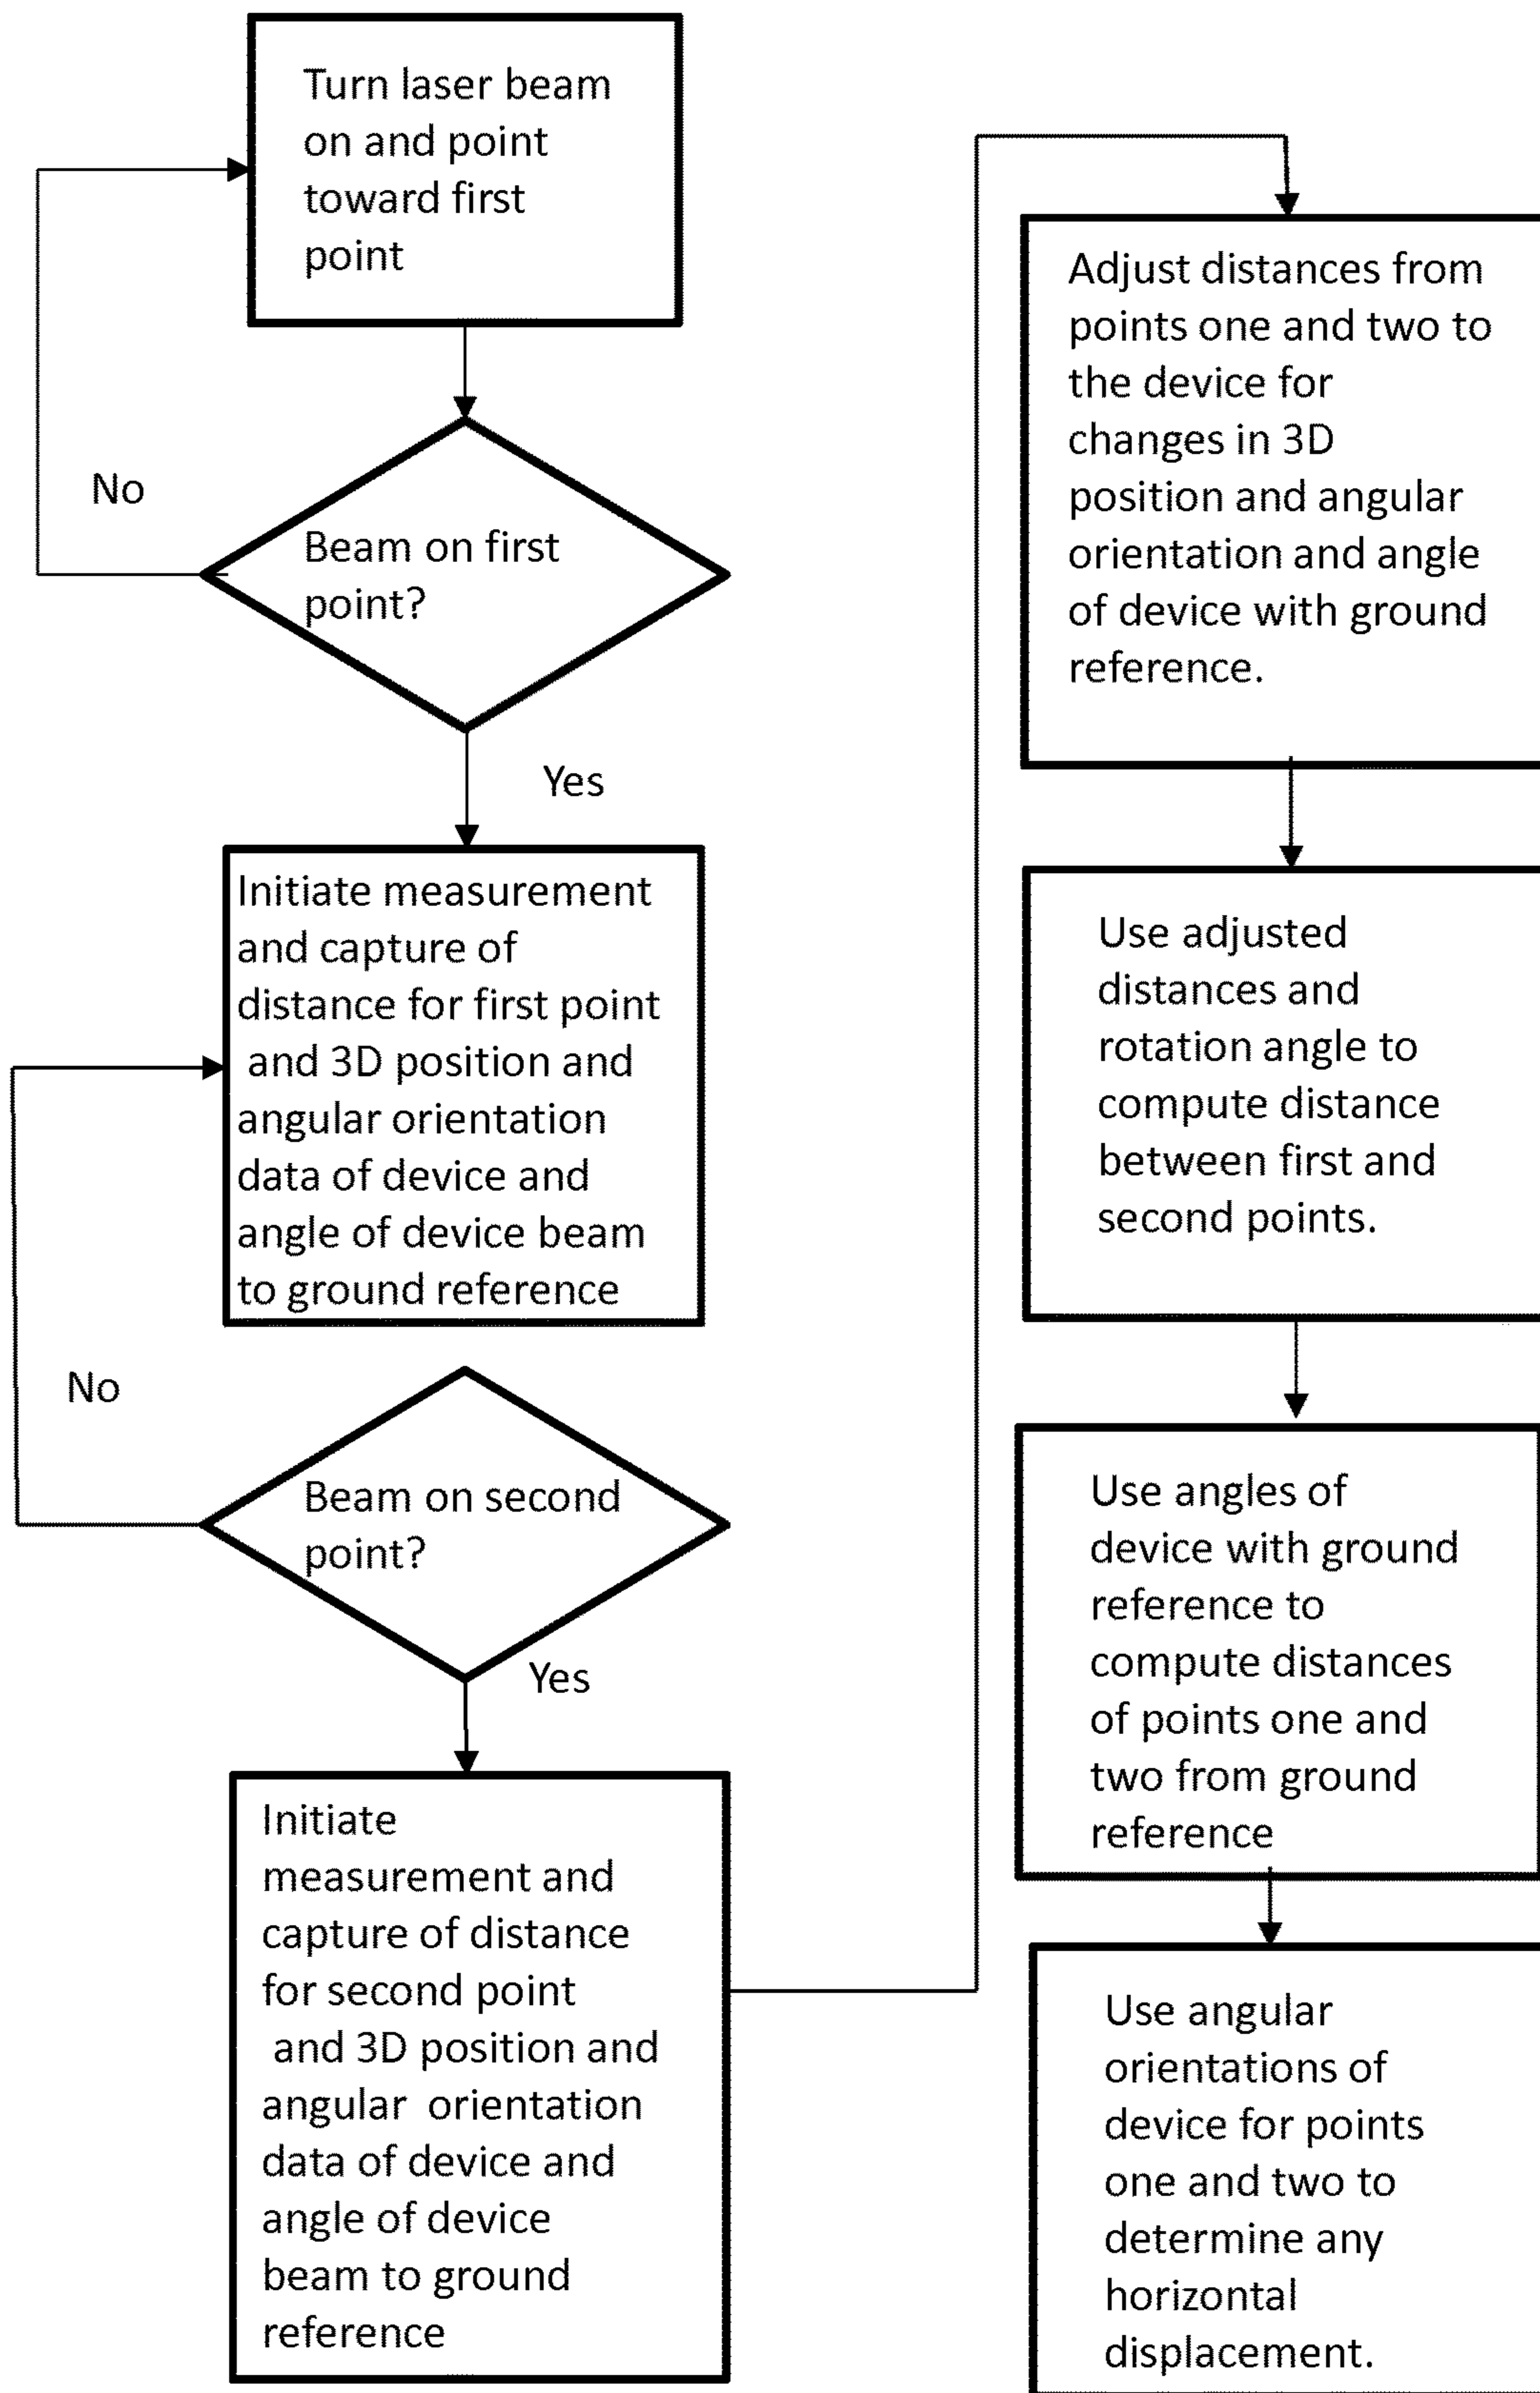 Turn laser beam
on and point
toward first
point
No
Beam on first
point?
Yes
Initiate measurement
and capture of
distance for first point
and 3D position and
angular orientation
data of device and
angle of device beam
to ground reference
No
Beam on second
point?
Yes
Initiate
measurement and
capture of distance
for second point
and 3D position and
angular orientation
data of device and
angle of device
beam to ground
reference
Adjust distances from
points one and two to
the device for
changes in 3D
position and angular
orientation and angle
of device with ground
reference.
Use adjusted
distances and
rotation angle to
compute distance
between first and
second points.
Use angles of
device with ground
reference to
compute distances
of points one and
two from ground
reference
Use angular
orientations of
device for points
one and two to
determine any
horizontal
displacement.